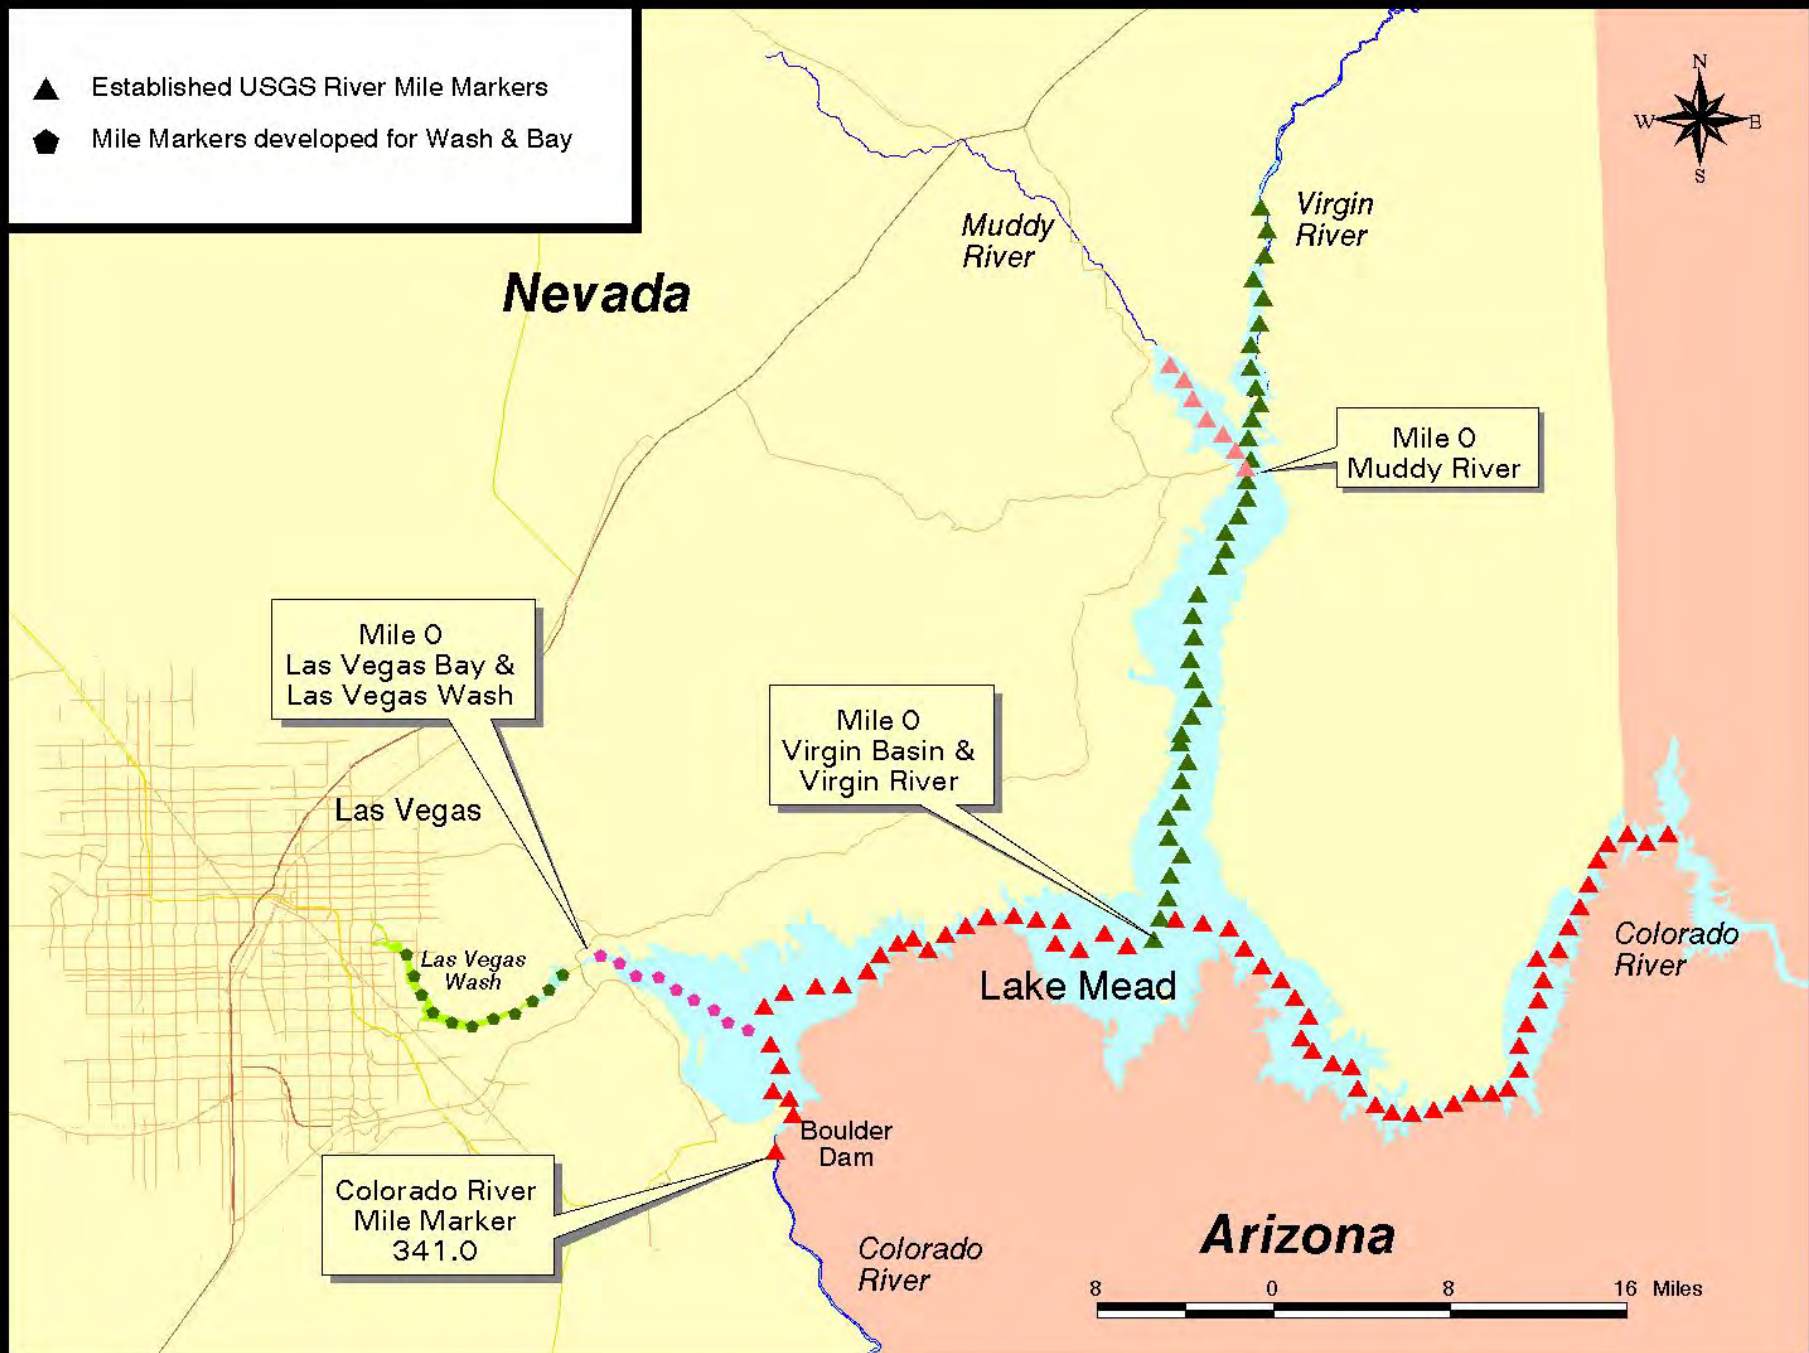 Established USGS River Mile Markers
Mile Markers developed for Wash & Bay
N
W
E
S
Virgin
River
Muddy
River
Nevada
Mile 0
Muddy River
Mile 0
Las Vegas Bay &
Las Vegas Wash
Mile 0
Virgin Basin &
Virgin River
Las Vegas
Las Vegas
Wash
Colorado
River
Lake Mead
Boulder
Dam
Colorado River
Mile Marker
341.0
Arizona
Colorado
River
8 0 8 16 Miles